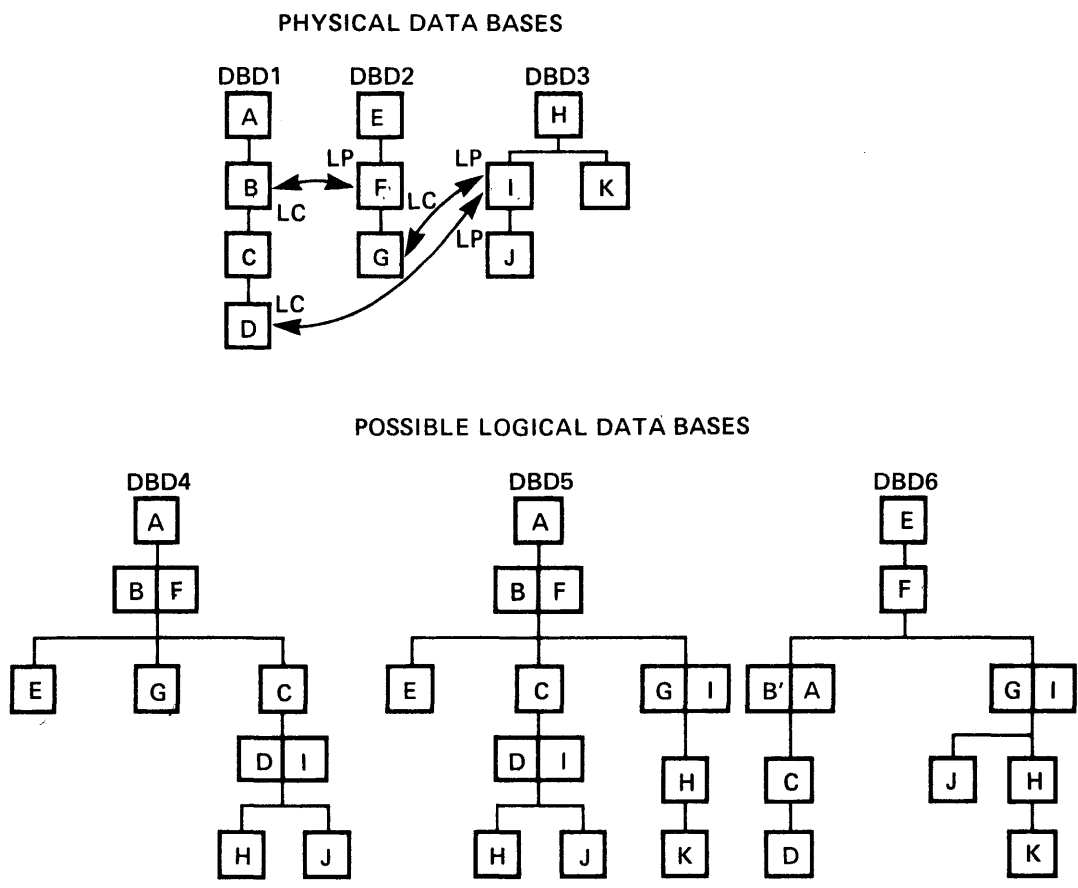 PHYSICAL DATA BASES
DBD1 DBD2 DBD3
A E H
LP LP
B F I K
LC LC
LP
C G J
LC
D
POSSIBLE LOGICAL DATA BASES
DBD4 DBD5 DBD6
A A E
B F B F F
E G C E C G I B' A G I
D I D I H C J H
H J H J K D K